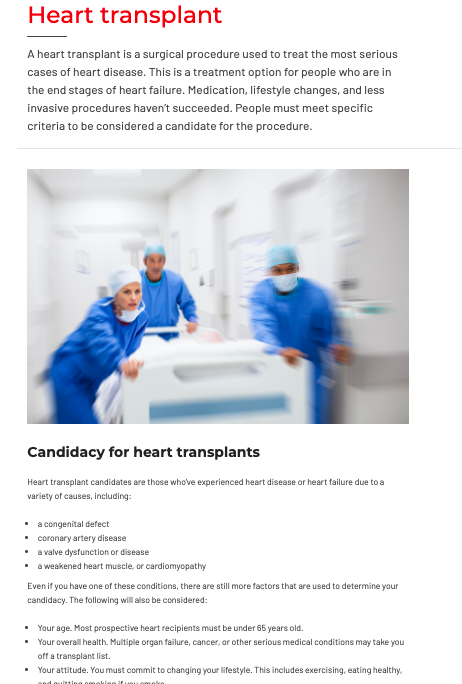 Heart transplant
A heart transplant is a surgical procedure used to treat the most serious
cases of heart disease. This is a treatment option for people who are in
the end stages of heart failure. Medication, lifestyle changes, and less
invasive procedures haven't succeeded. People must meet specific
criteria to be considered a candidate for the procedure.
Candidacy for heart transplants
Heart transplant candidates are those who've experienced heart disease or heart failure due to a
variety of causes, including:
• a congenital defect
• coronary artery disease
• a valve dysfunction or disease
• a weakened heart muscle, or cardiomyopathy
Even if you have one of these conditions, there are still more factors that are used to determine your
candidacy. The following will also be considered:
• Your age. Most prospective heart recipients must be under 65 years old.
• Your overall health. Multiple organ failure, cancer, or other serious medical conditions may take you
off a transplant list.
• Your attitude. You must commit to changing your lifestyle. This includes exercising, eating healthy,
and quitting smoking if you smoke.